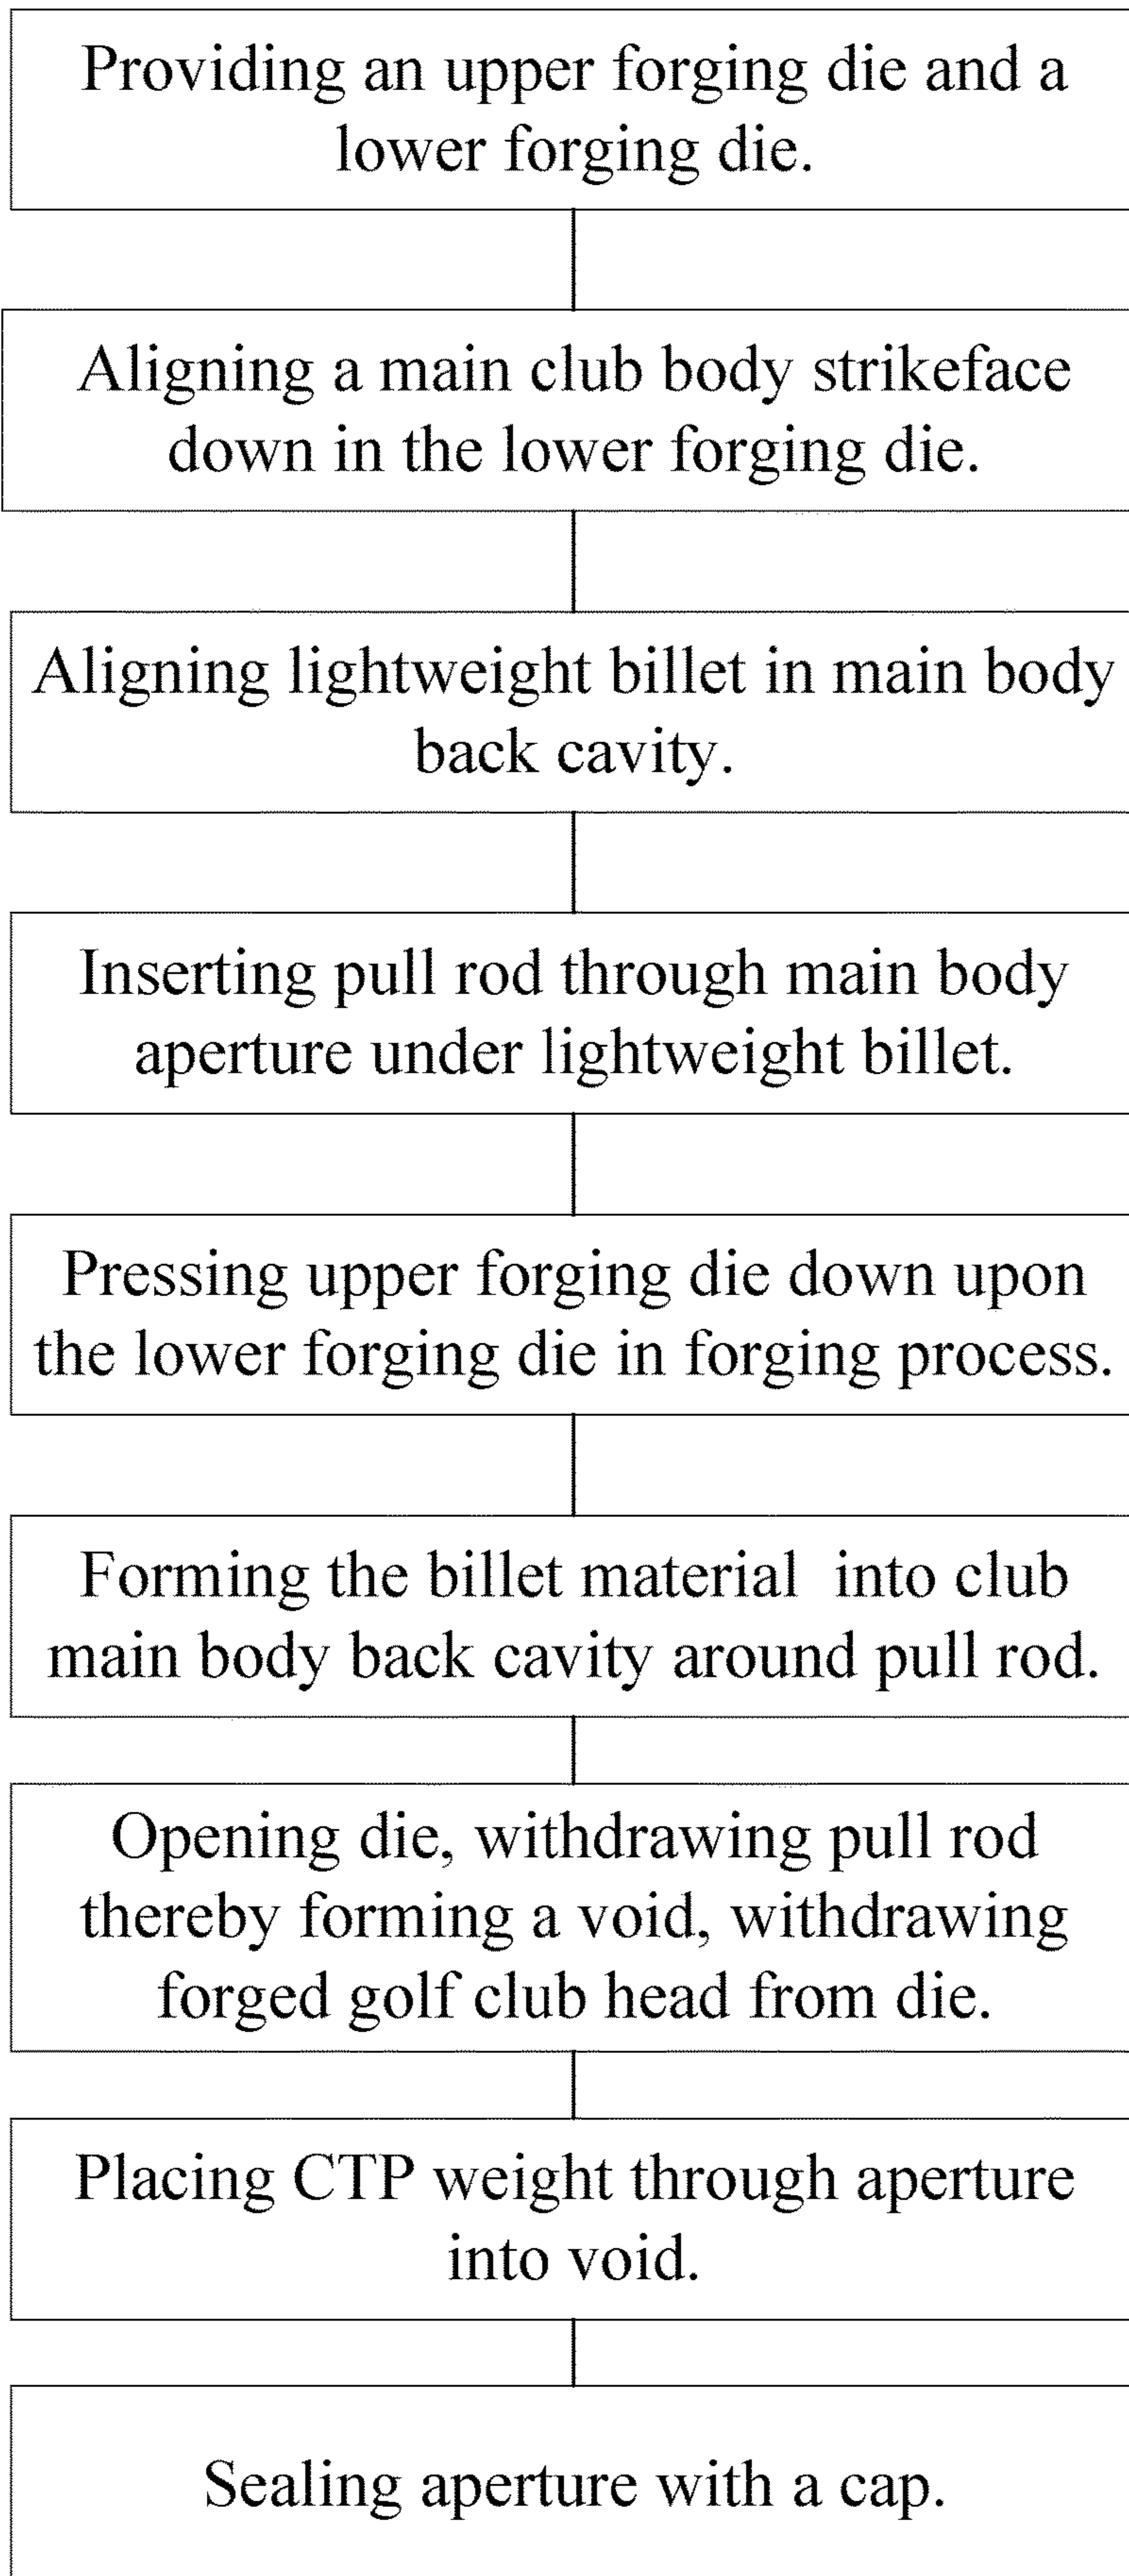 Providing an upper forging die and a
lower forging die.
Aligning a main club body strikeface
down in the lower forging die.
Aligning lightweight billet in main body
back cavity.
Inserting pull rod through main body
aperture under lightweight billet.
Pressing upper forging die down upon
the lower forging die in forging process.
Forming the billet material into club
main body back cavity around pull rod.
Opening die, withdrawing pull rod
thereby forming a void, withdrawing
forged golf club head from die.
Placing CTP weight through aperture
into void.
Sealing aperture with a cap.